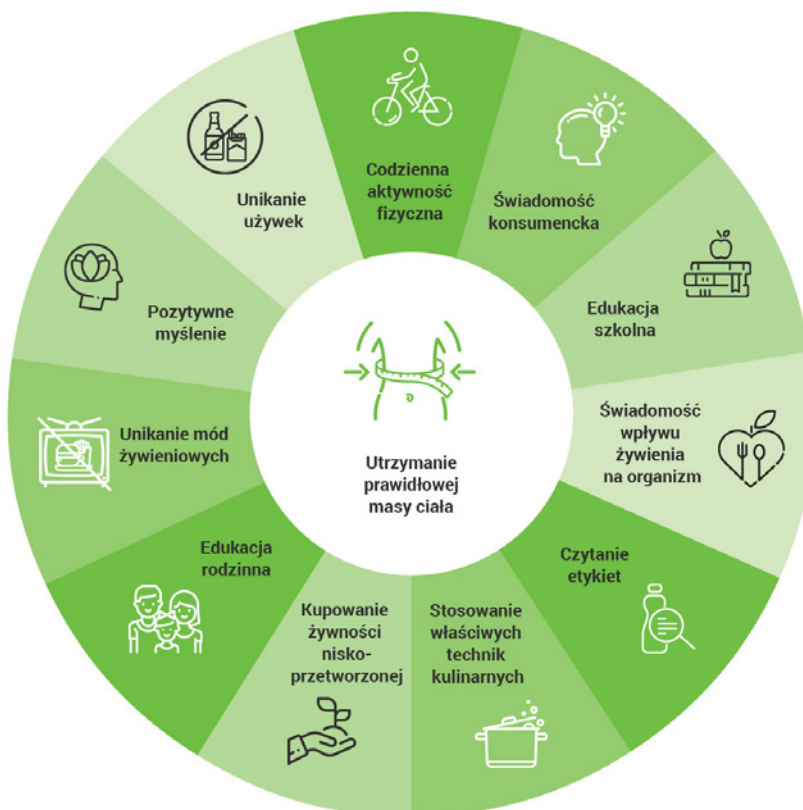 Codzienna
aktywność
fizyczna
Świadomość
konsumencka
Edukacja
szkolna
Świadomość
wpływu
żywienia
na organizm
Czytanie
etykiet
Stosowanie
właściwych
technik
kulinarnych
Kupowanie
żywności
nisko-
przetworzonej
Edukacja
rodzinna
Unikanie mód
żywieniowych
Pozytywne
myślenie
Unikanie
używek
Utrzymanie
prawidłowej
masy ciała